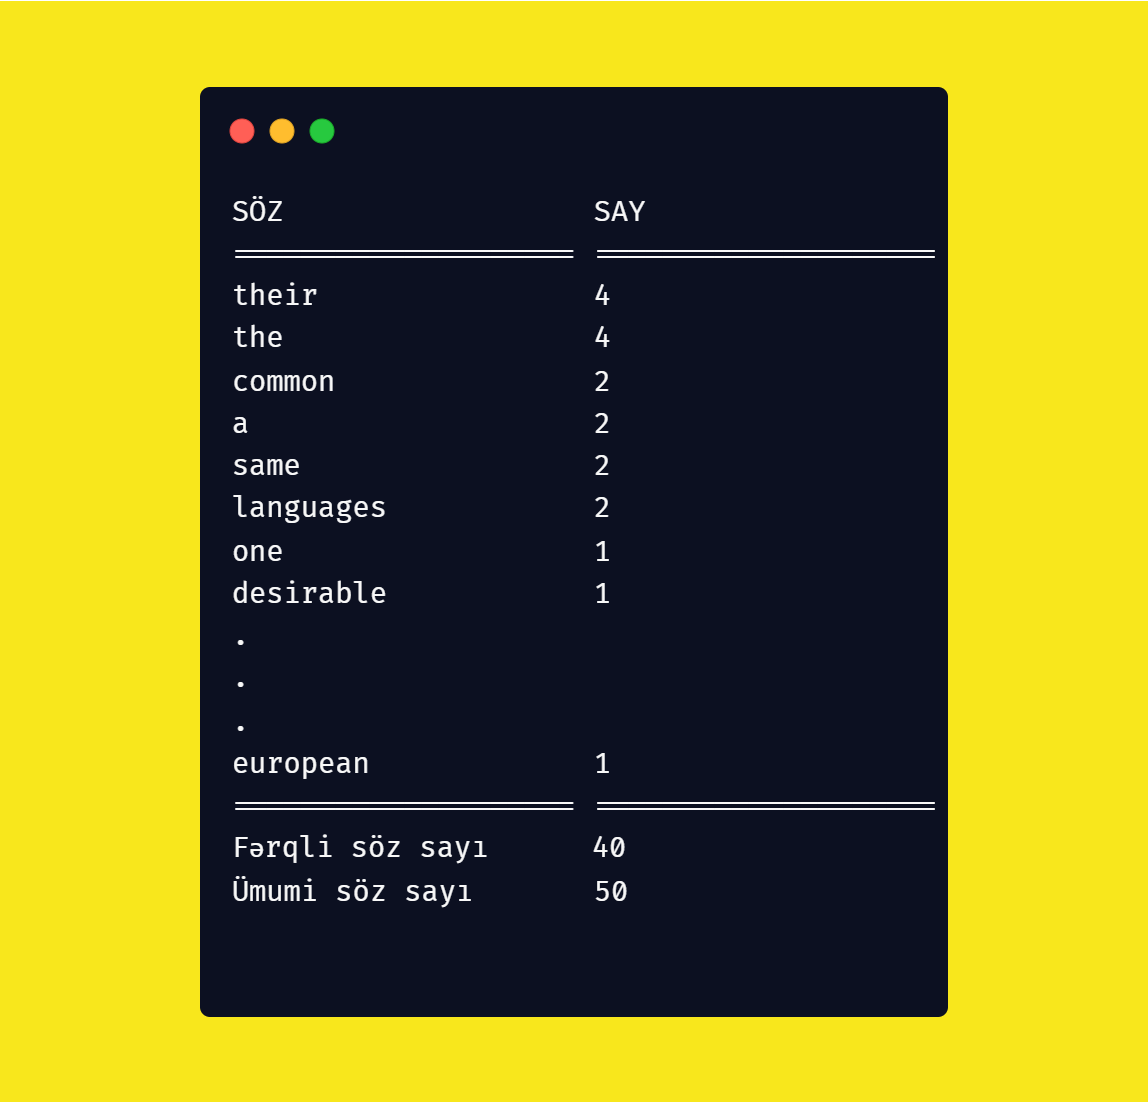 SÖZ SAY
==================== ====================
their 4
the 4
common 2
a 2
same 2
languages 2
one 1
desirable 1
.
.
.
european 1
==================== ====================
Fərqli söz sayı 40
Ümumi söz sayı 50